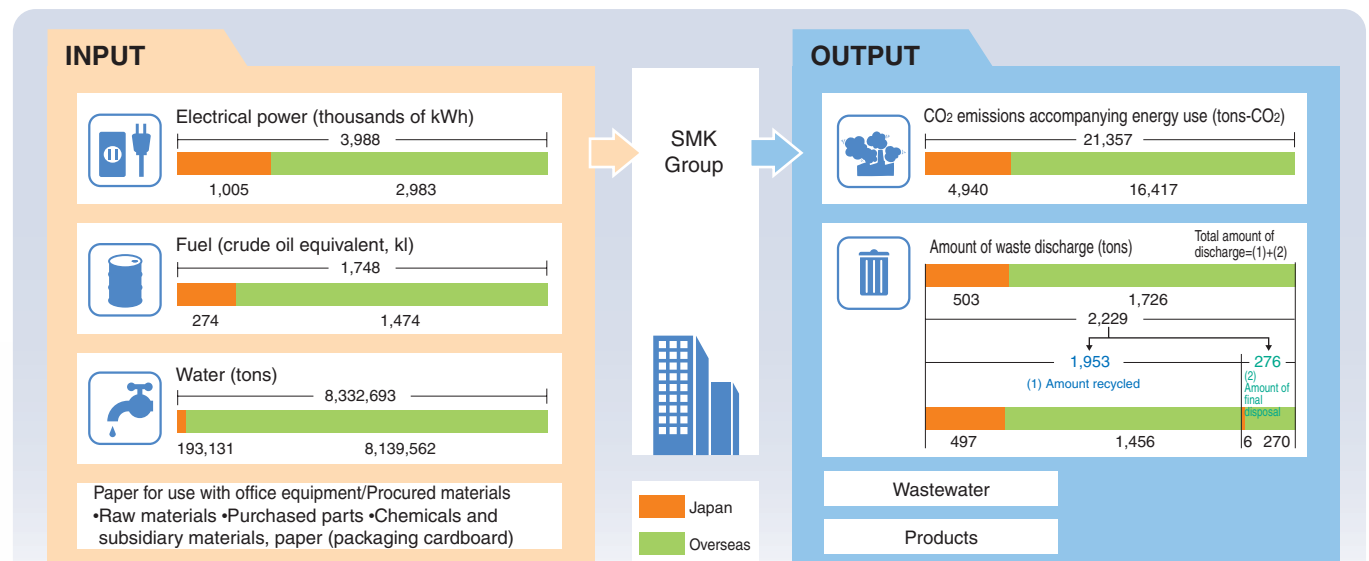 INPUT
Electrical power (thousands of kWh)
3,988
1,005 2,983
Fuel (crude oil equivalent, kl)
1,748
274 1,474
Water (tons)
8,332,693
193,131 8,139,562
Paper for use with office equipment/Procured materials
•Raw materials •Purchased parts •Chemicals and
subsidiary materials, paper (packaging cardboard)
SMK
Group
Japan
Overseas
OUTPUT
CO2 emissions accompanying energy use (tons-CO2)
21,357
4,940 16,417
Amount of waste discharge (tons)
Total amount of
discharge=(1)+(2)
503 1,726
2,229
1,953 276
(1) Amount recycled
(2)
Amount of
final
disposal
497 1,456 6 270
Wastewater
Products